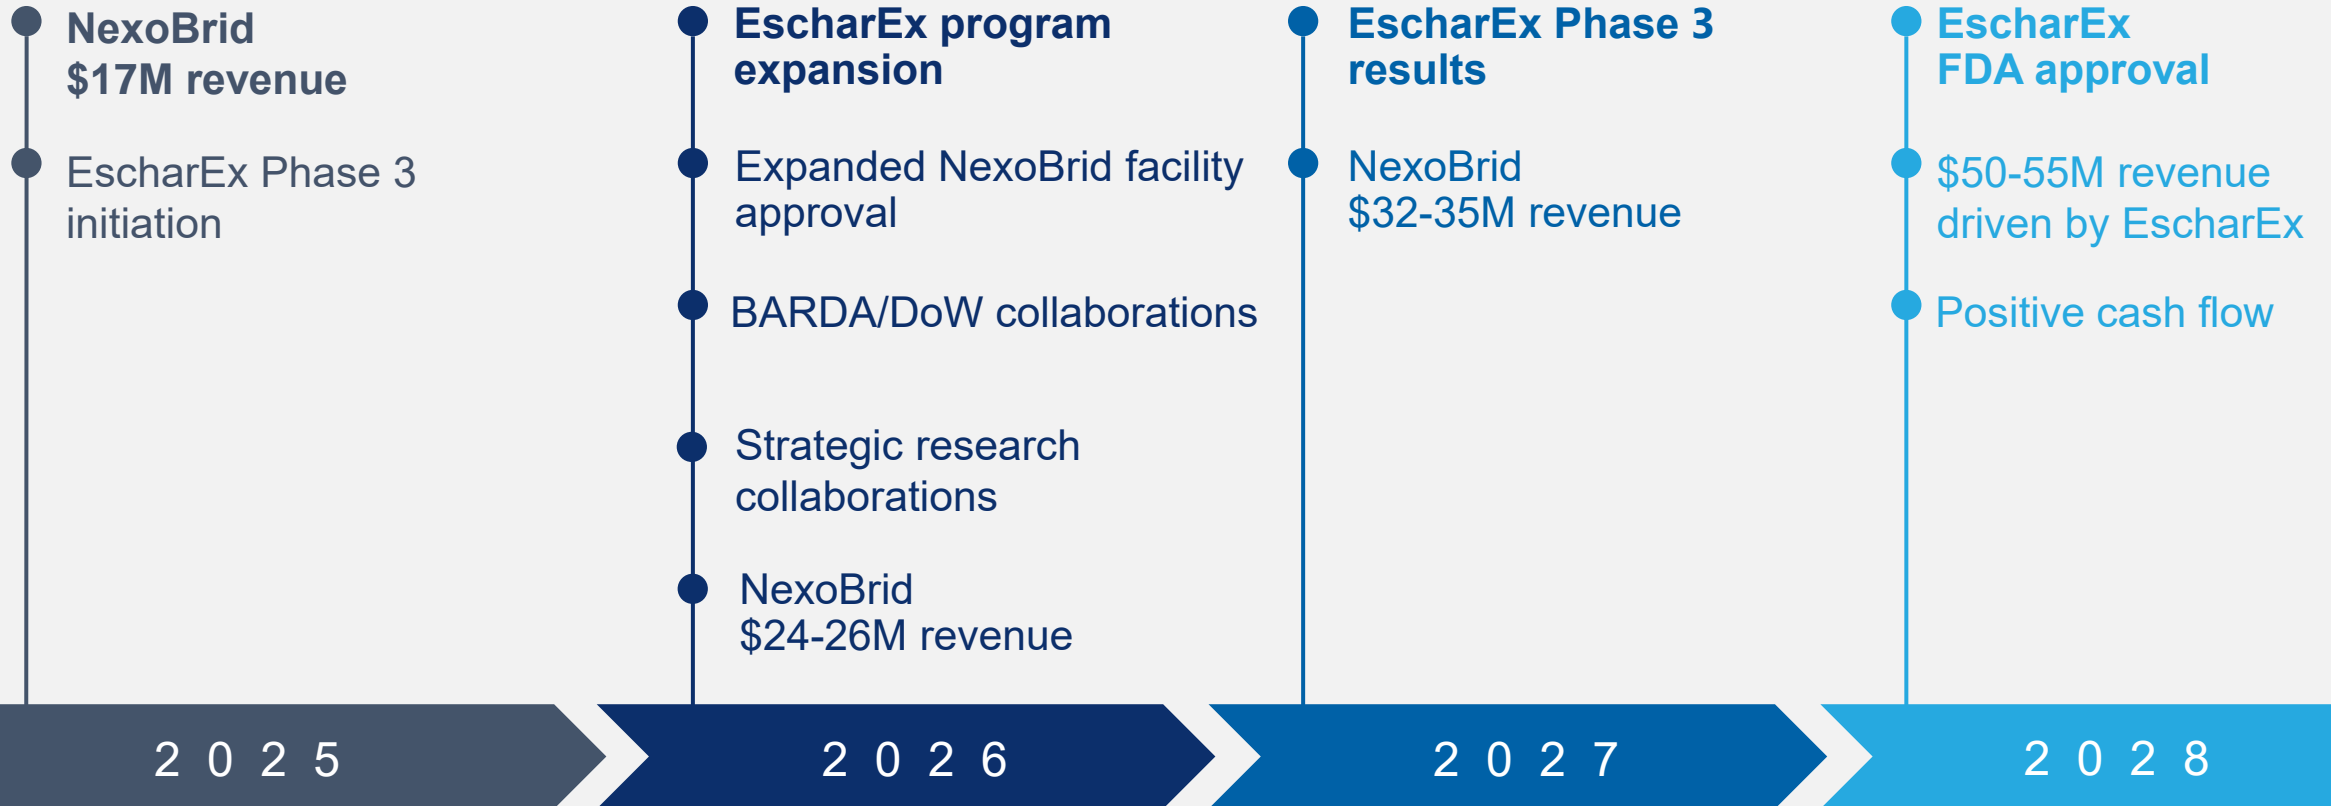 NexoBrid
$17M revenue
EscharEx Phase 3
initiation
EscharEx program
expansion
Expanded NexoBrid facility
approval
BARDA/DoW collaborations
Strategic research
collaborations
NexoBrid
$24-26M revenue
EscharEx Phase 3
results
NexoBrid
$32-35M revenue
EscharEx
FDA approval
$50-55M revenue
driven by EscharEx
Positive cash flow
2025
2026
2027
2028